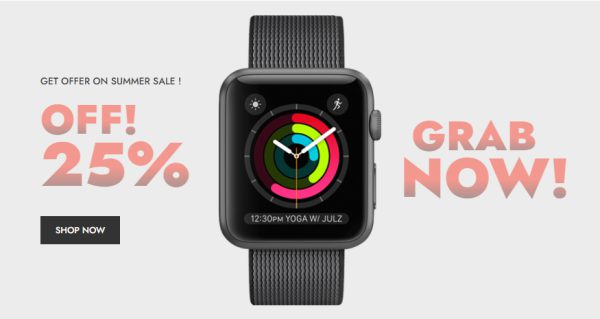 GET OFFER ON SUMMER SALE !
OFF!
25%
SHOP NOW
12:30PM YOGA W/ JULZ
GRAB
NOW!